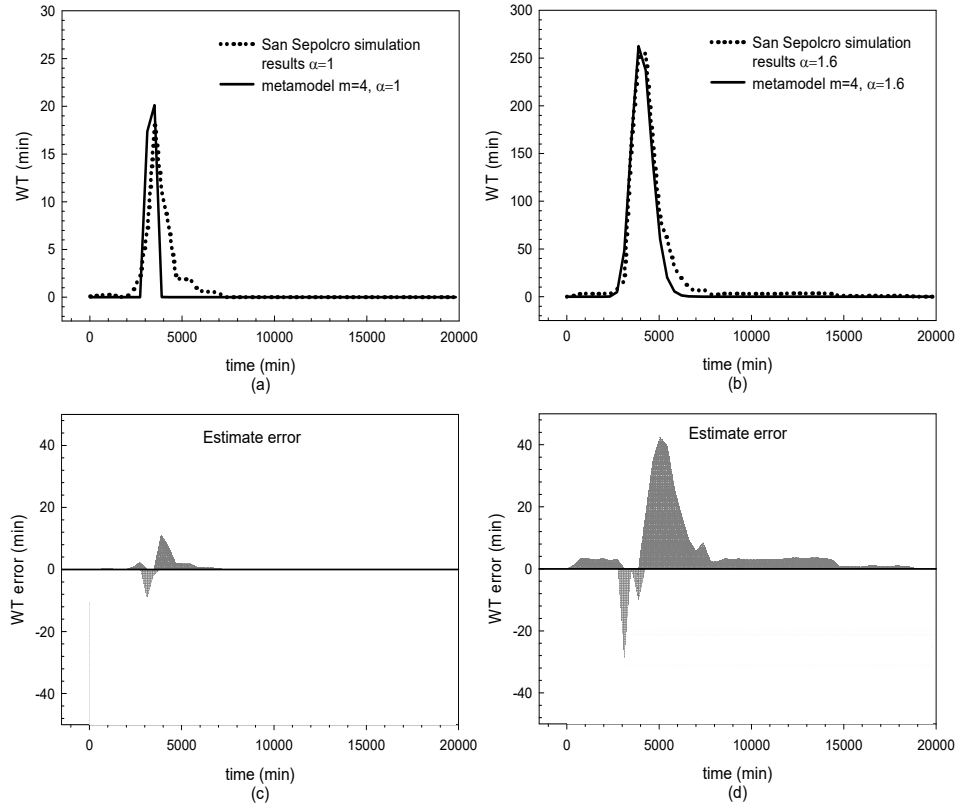 30
25
20
15
10
5
0
WT (min)
San Sepolcro simulation
results α=1
metamodel m=4, α=1
0 5000 10000 15000 20000
time (min)
(a)
300
250
200
150
100
50
0
WT (min)
San Sepolcro simulation
results α=1.6
metamodel m=4, α=1.6
0 5000 10000 15000 20000
time (min)
(b)
Estimate error
40
20
0
-20
-40
WT error (min)
0 5000 10000 15000 20000
time (min)
(c)
Estimate error
40
20
0
-20
-40
WT error (min)
0 5000 10000 15000 20000
time (min)
(d)